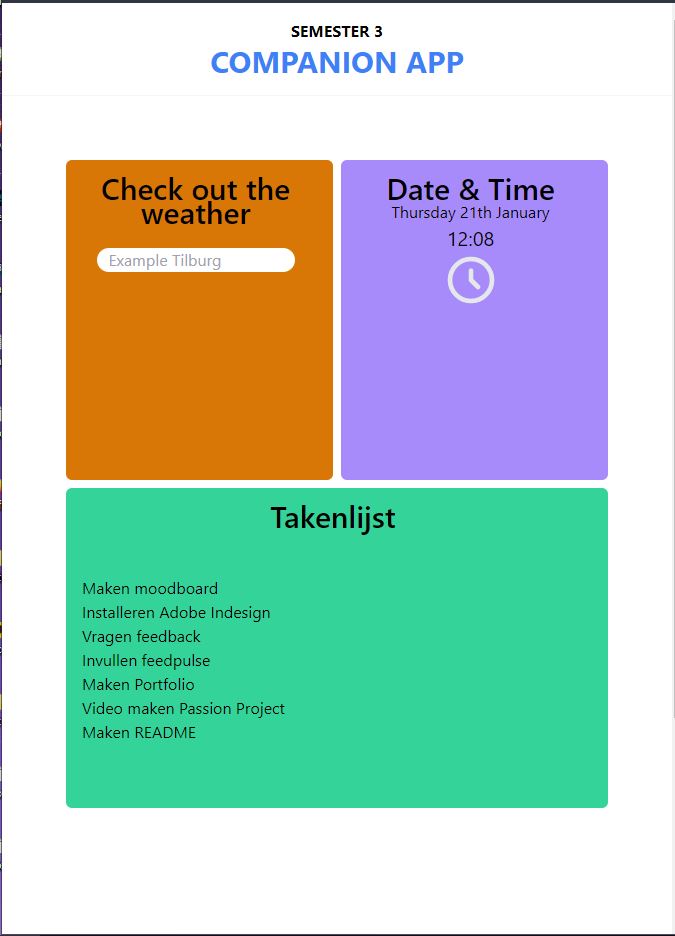 SEMESTER 3
COMPANION APP
Check out the
weather
Example Tilburg
Date & Time
Thursday 21th January
12:08
Takenlijst
Maken moodboard
Installeren Adobe Indesign
Vragen feedback
Invullen feedpulse
Maken Portfolio
Video maken Passion Project
Maken README